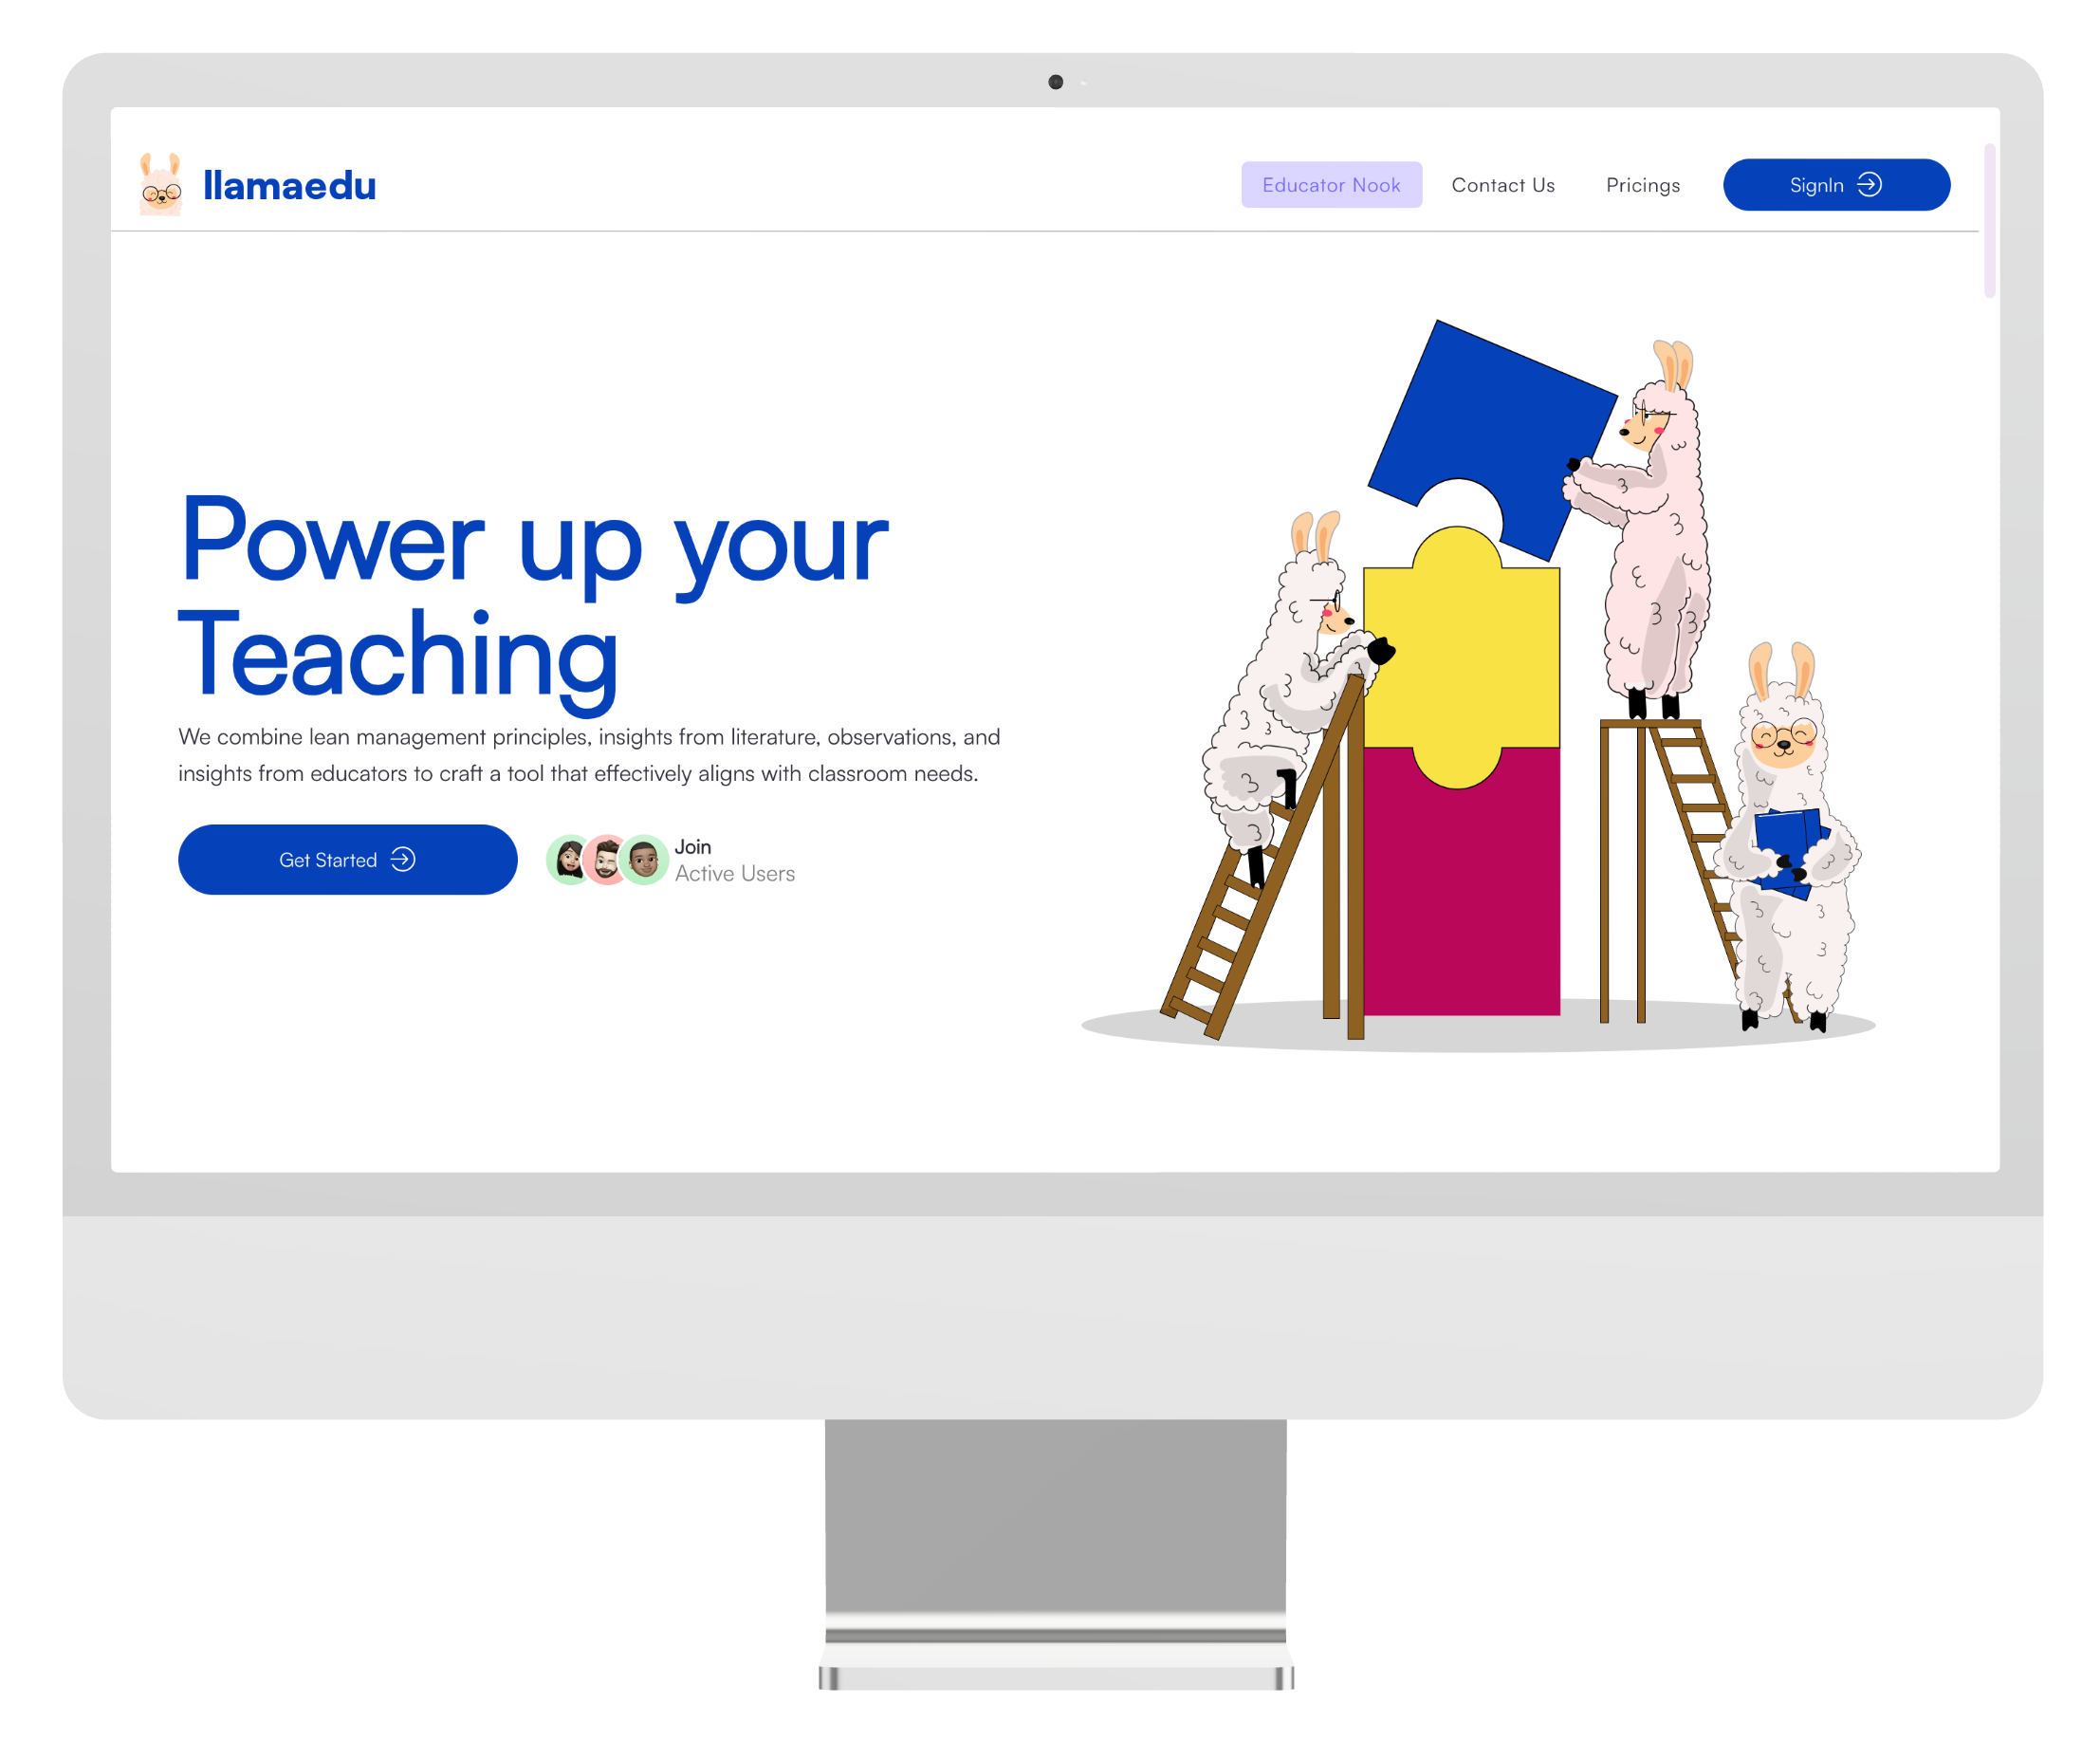 llamaedu
Educator Nook
Contact Us
Pricings
SignIn
Power up your
Teaching
We combine lean management principles, insights from literature, observations, and
insights from educators to craft a tool that effectively aligns with classroom needs.
Get Started
Join
Active Users